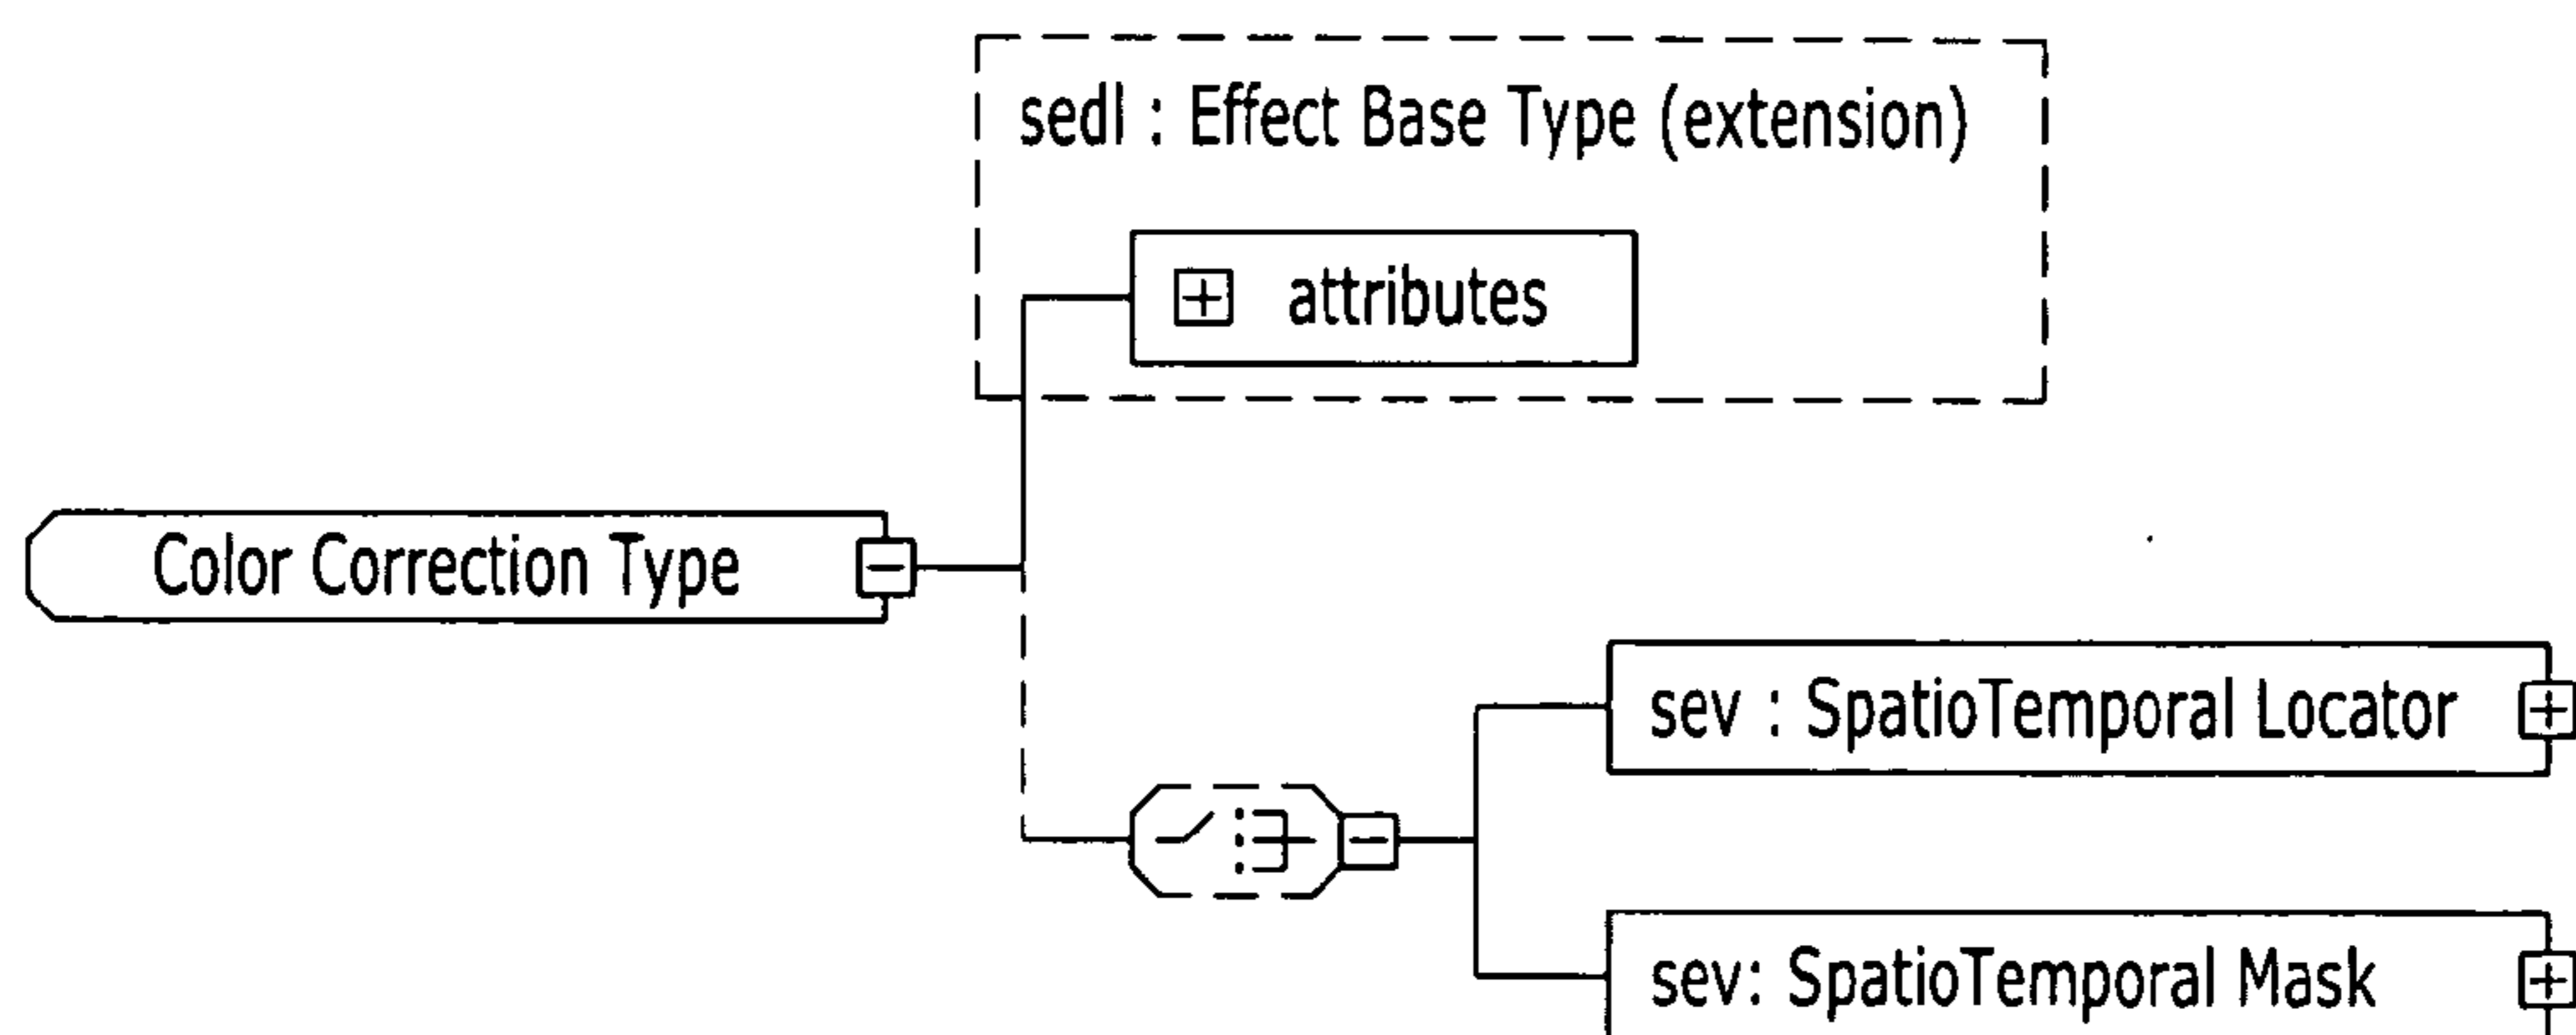 sedl : Effect Base Type (extension)
attributes
Color Correction Type
sev : SpatioTemporal Locator
sev: SpatioTemporal Mask